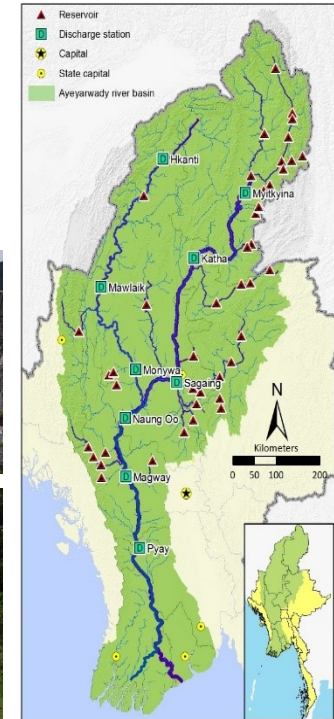 Reservoir
D Discharge station
Capital
State capital
Ayeyarwady river basin
D Hkanti
D Myitkyina
D Katha
D Mawlaik
D Monywa
D Sagaing
D Naung Oo
D Magway
D Pyay
N
Kilometers
0 50 100 200